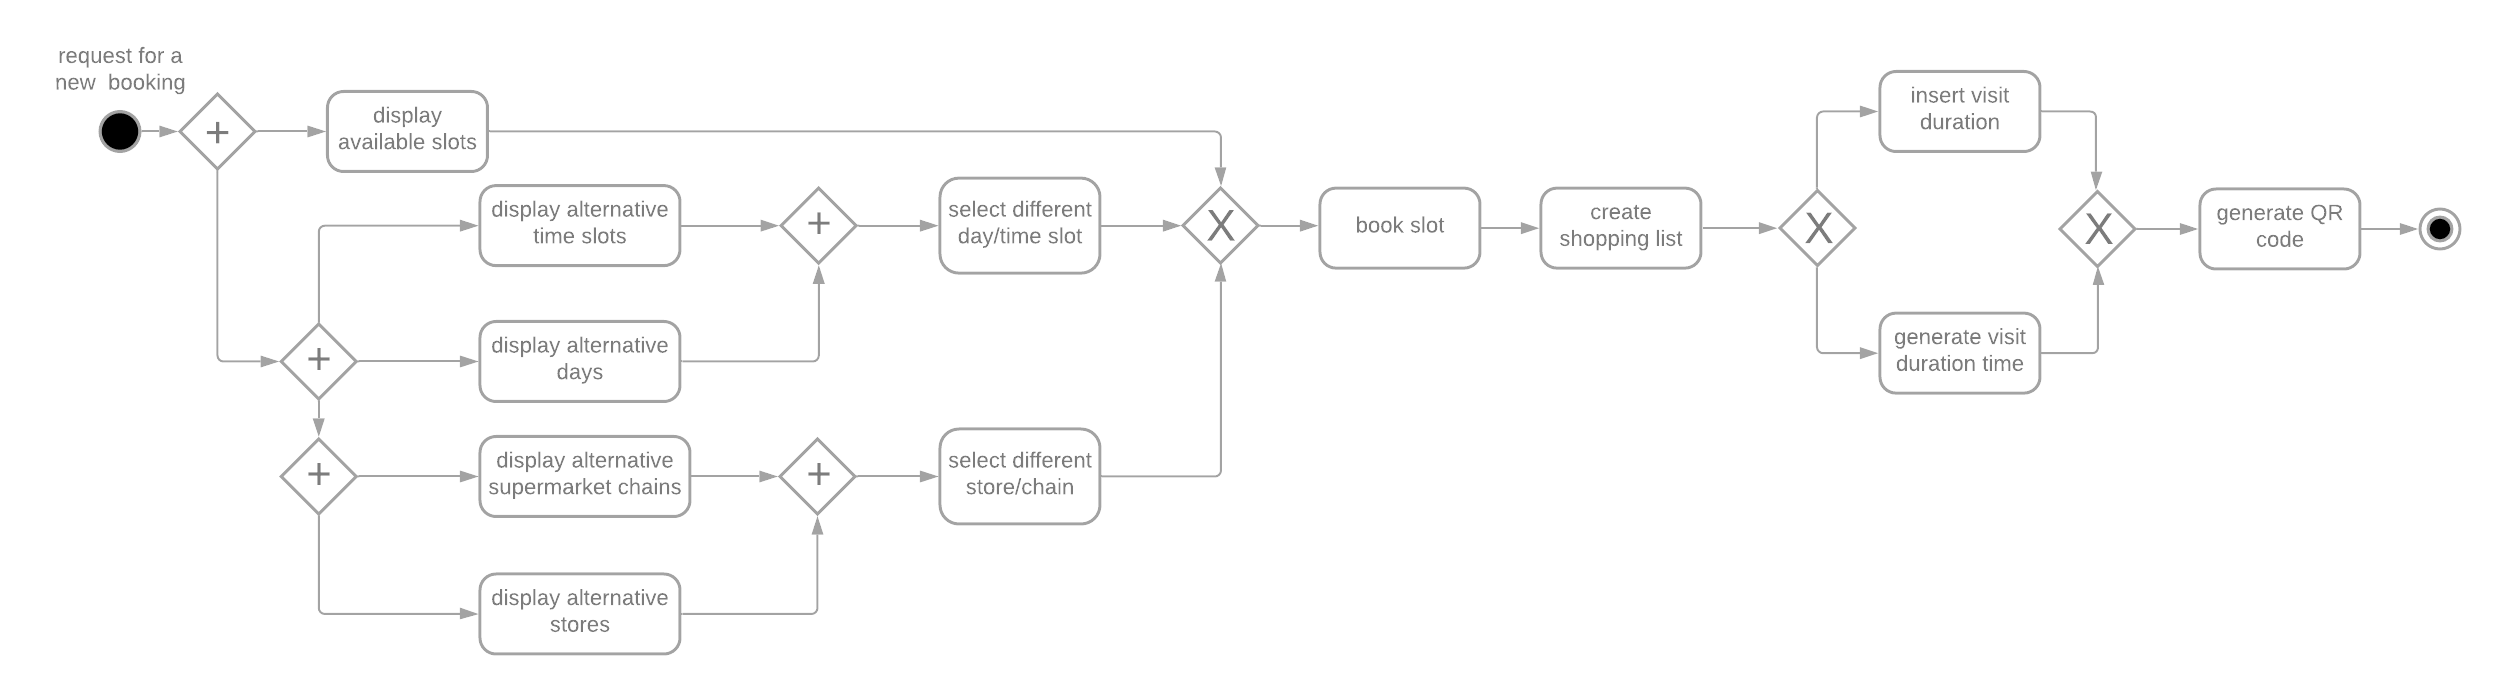 request for a
new booking
+
display
available slots
display alternative
time slots
+
select different
day/time slot
X
book slot
create
shopping list
X
insert visit
duration
X
generate QR
code
+
display alternative
days
generate visit
duration time
+
display alternative
supermarket chains
+
select different
store/chain
display alternative
stores